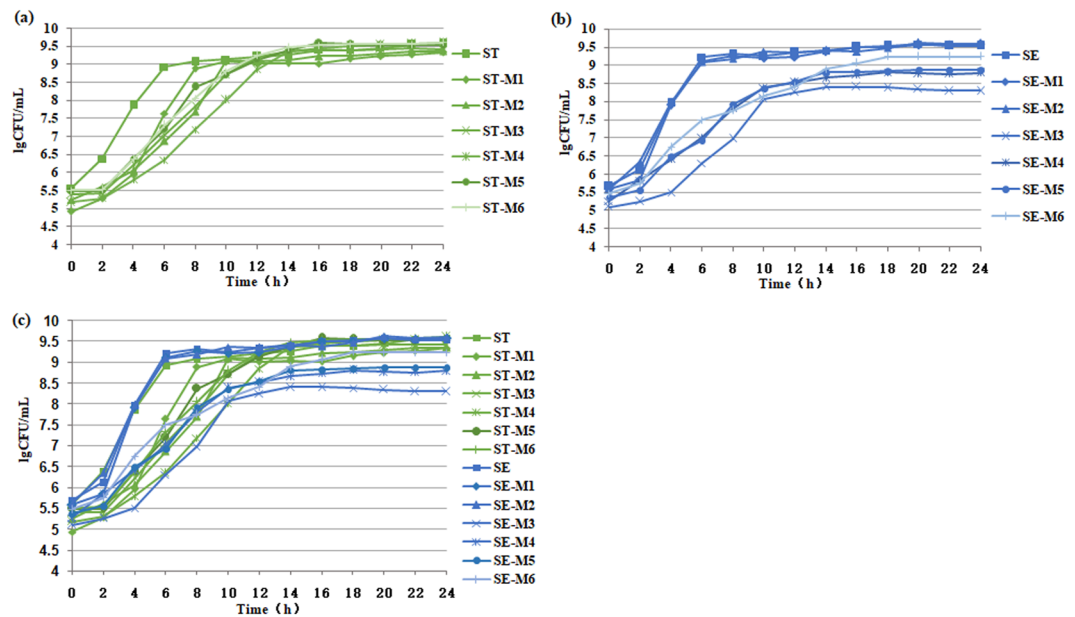 (a)
lgCFU/mL
10
9.5
9
8.5
8
7.5
7
6.5
6
5.5
5
4.5
4
0 2 4 6 8 10 12 14 16 18 20 22 24
Time（h）
ST
ST-M1
ST-M2
ST-M3
ST-M4
ST-M5
ST-M6
(b)
lgCFU/mL
10
9.5
9
8.5
8
7.5
7
6.5
6
5.5
5
4.5
4
0 2 4 6 8 10 12 14 16 18 20 22 24
Time（h）
SE
SE-M1
SE-M2
SE-M3
SE-M4
SE-M5
SE-M6
(c)
lgCFU/mL
10
9.5
9
8.5
8
7.5
7
6.5
6
5.5
5
4.5
4
0 2 4 6 8 10 12 14 16 18 20 22 24
Time（h）
ST
ST-M1
ST-M2
ST-M3
ST-M4
ST-M5
ST-M6
SE
SE-M1
SE-M2
SE-M3
SE-M4
SE-M5
SE-M6